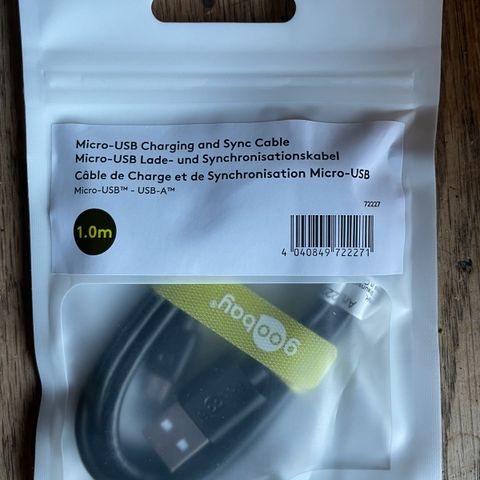 Micro-USB Charging and Sync Cable
Micro-USB Lade- und Synchronisationskabel
Câble de Charge et de Synchronisation Micro-USB
Micro-USB™ - USB-A™
72227
1.0m
4 040849 722271
goobay®